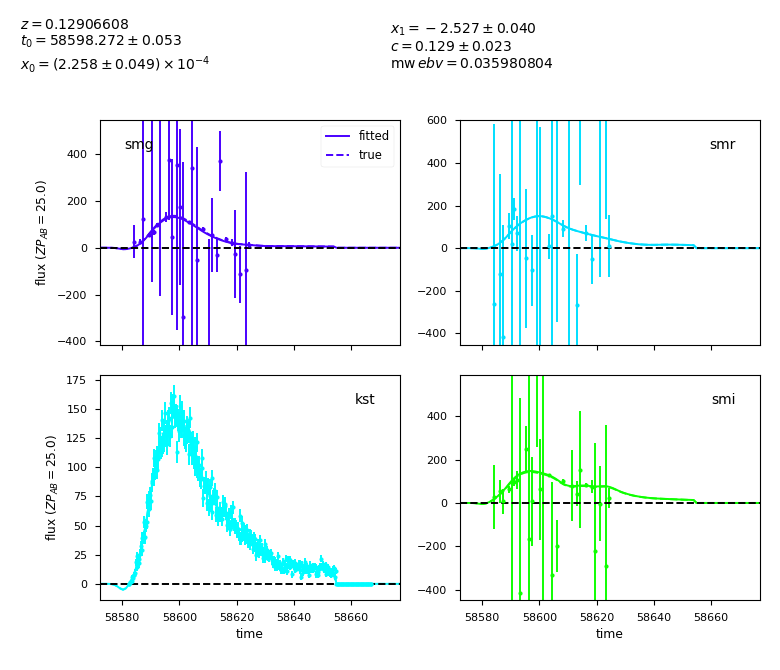 z = 0.12906608
t0 = 58598.272 ± 0.053
x0 = (2.258 ± 0.049) × 10^−4
x1 = −2.527 ± 0.040
c = 0.129 ± 0.023
mw ebv = 0.035980804
smg
fitted
true
400
200
0
−200
−400
flux (ZP_AB = 25.0)
smr
600
400
200
0
−200
−400
kst
175
150
125
100
75
50
25
0
flux (ZP_AB = 25.0)
58580 58600 58620 58640 58660
time
smi
400
200
0
−200
−400
58580 58600 58620 58640 58660
time